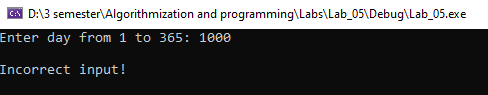 D:\3 semester\Algorithmization and programming\Labs\Lab_05\Debug\Lab_05.exe
Enter day from 1 to 365: 1000
Incorrect input!